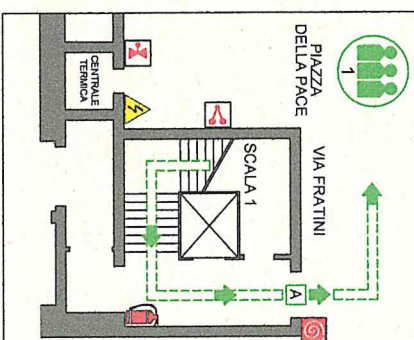 1
PIAZZA
DELLA PACE
VIA FRATINI
CENTRALE
TERMICA
SCALA 1
A